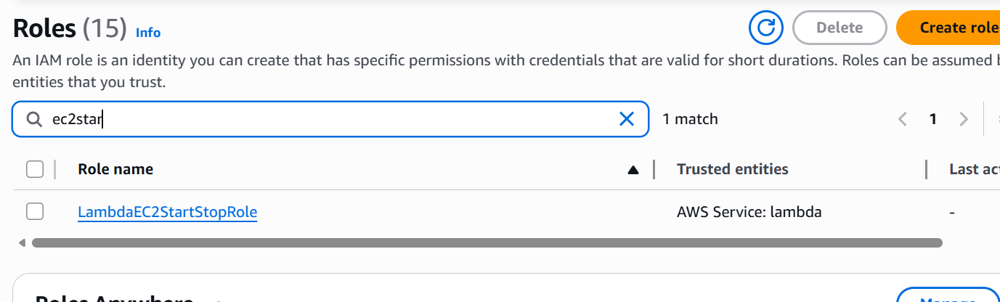 Roles (15) Info
Delete
Create role
An IAM role is an identity you can create that has specific permissions with credentials that are valid for short durations. Roles can be assumed
entities that you trust.
ec2star
1 match
1
Role name
Trusted entities
Last act
LambdaEC2StartStopRole
AWS Service: lambda
-
Roles Anywhere
Manage